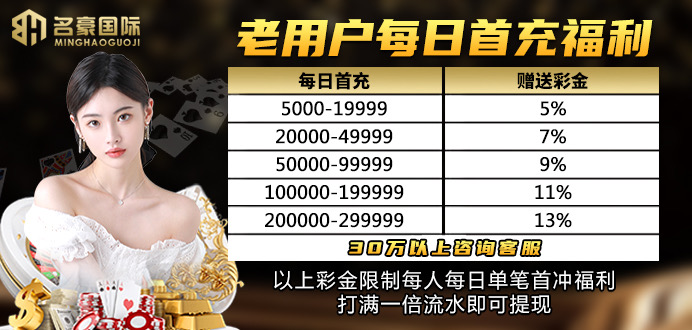 名豪国际
MINGHAOGUOJI
老用户每日首充福利
每日首充 赠送彩金
5000-19999 5%
20000-49999 7%
50000-99999 9%
100000-199999 11%
200000-299999 13%
30万以上咨询客服
以上彩金限制每人每日单笔首冲福利
打满一倍流水即可提现